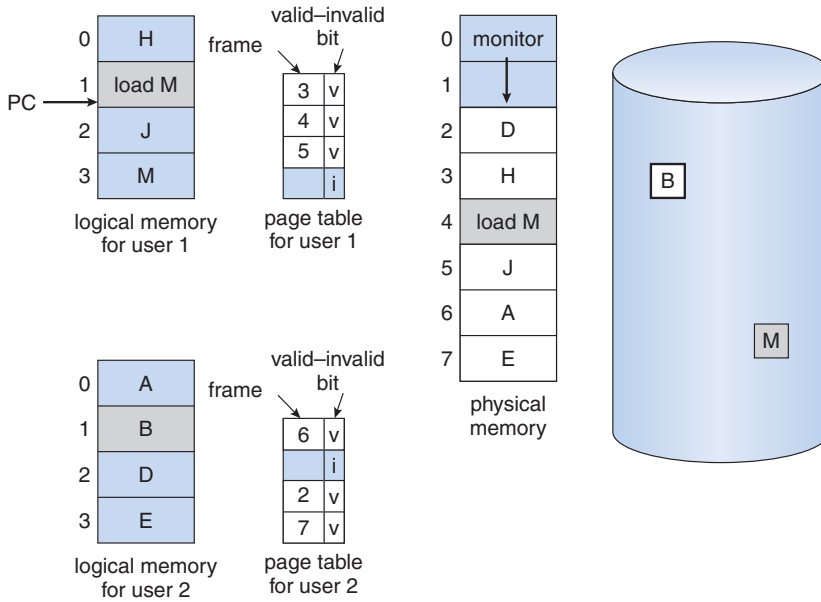 valid–invalid
bit
frame
0 H
1 load M
PC
2 J
3 M
3 v
4 v
5 v
i
logical memory
for user 1
page table
for user 1
0 monitor
1
2 D
3 H
4 load M
5 J
6 A
7 E
physical
memory
B
M
valid–invalid
bit
frame
0 A
1 B
2 D
3 E
6 v
i
2 v
7 v
logical memory
for user 2
page table
for user 2